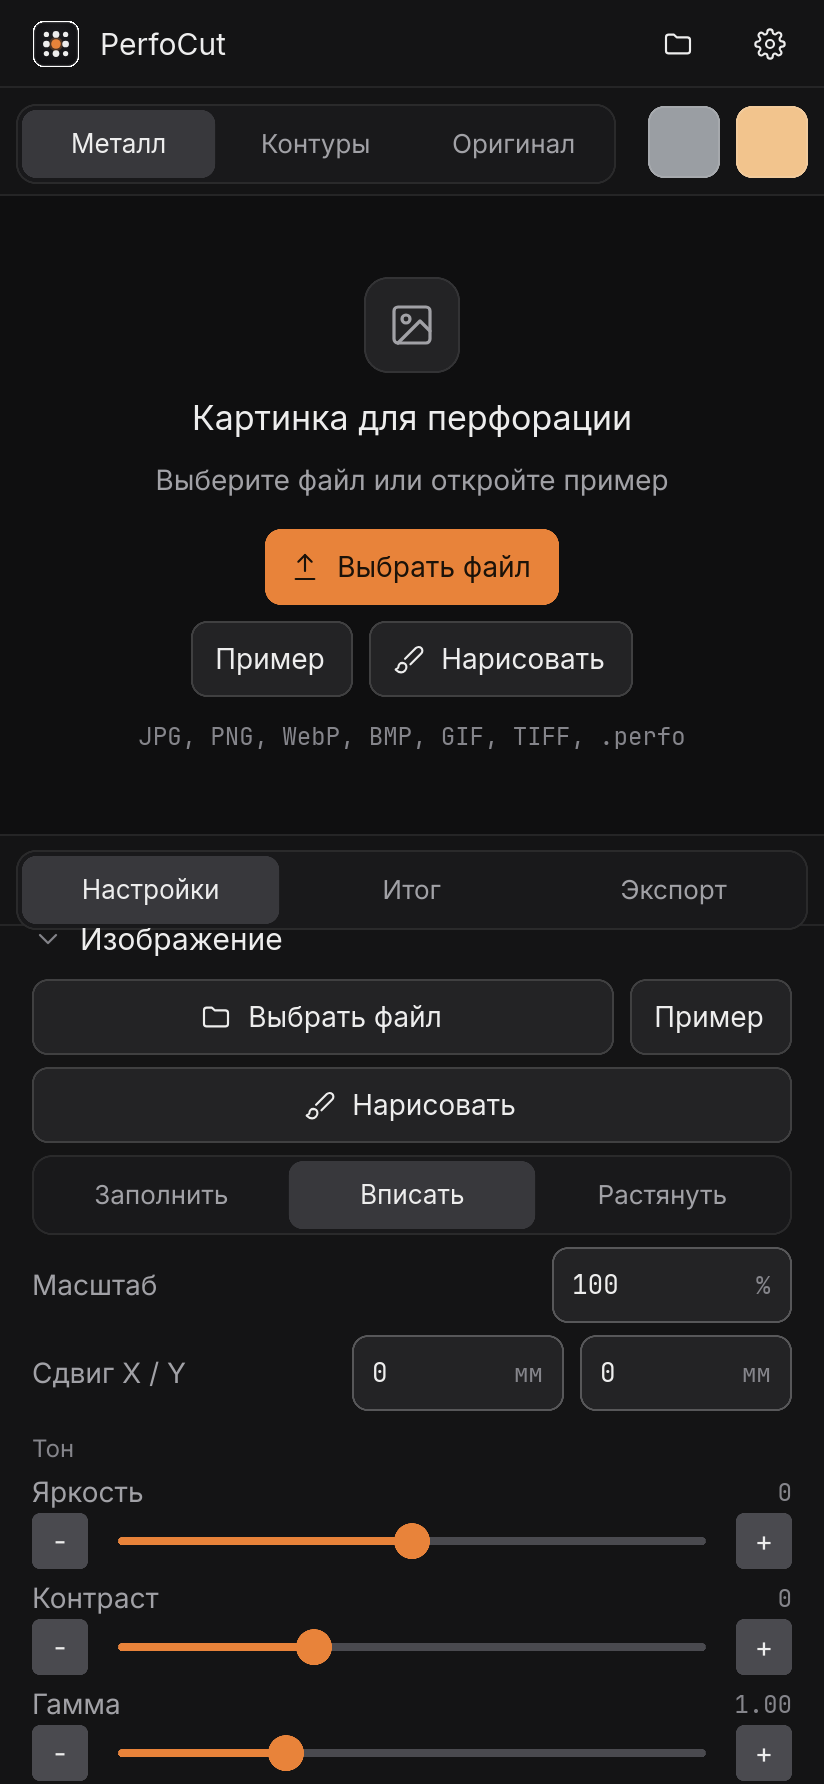 PerfoCut
Металл Контуры Оригинал
Картинка для перфорации
Выберите файл или откройте пример
Выбрать файл
Пример Нарисовать
JPG, PNG, WebP, BMP, GIF, TIFF, .perfo
Настройки Итог Экспорт
Изображение
Выбрать файл Пример
Нарисовать
Заполнить Вписать Растянуть
Масштаб 100 %
Сдвиг X / Y 0 мм 0 мм
Тон
Яркость 0
- +
Контраст 0
- +
Гамма 1.00
- +